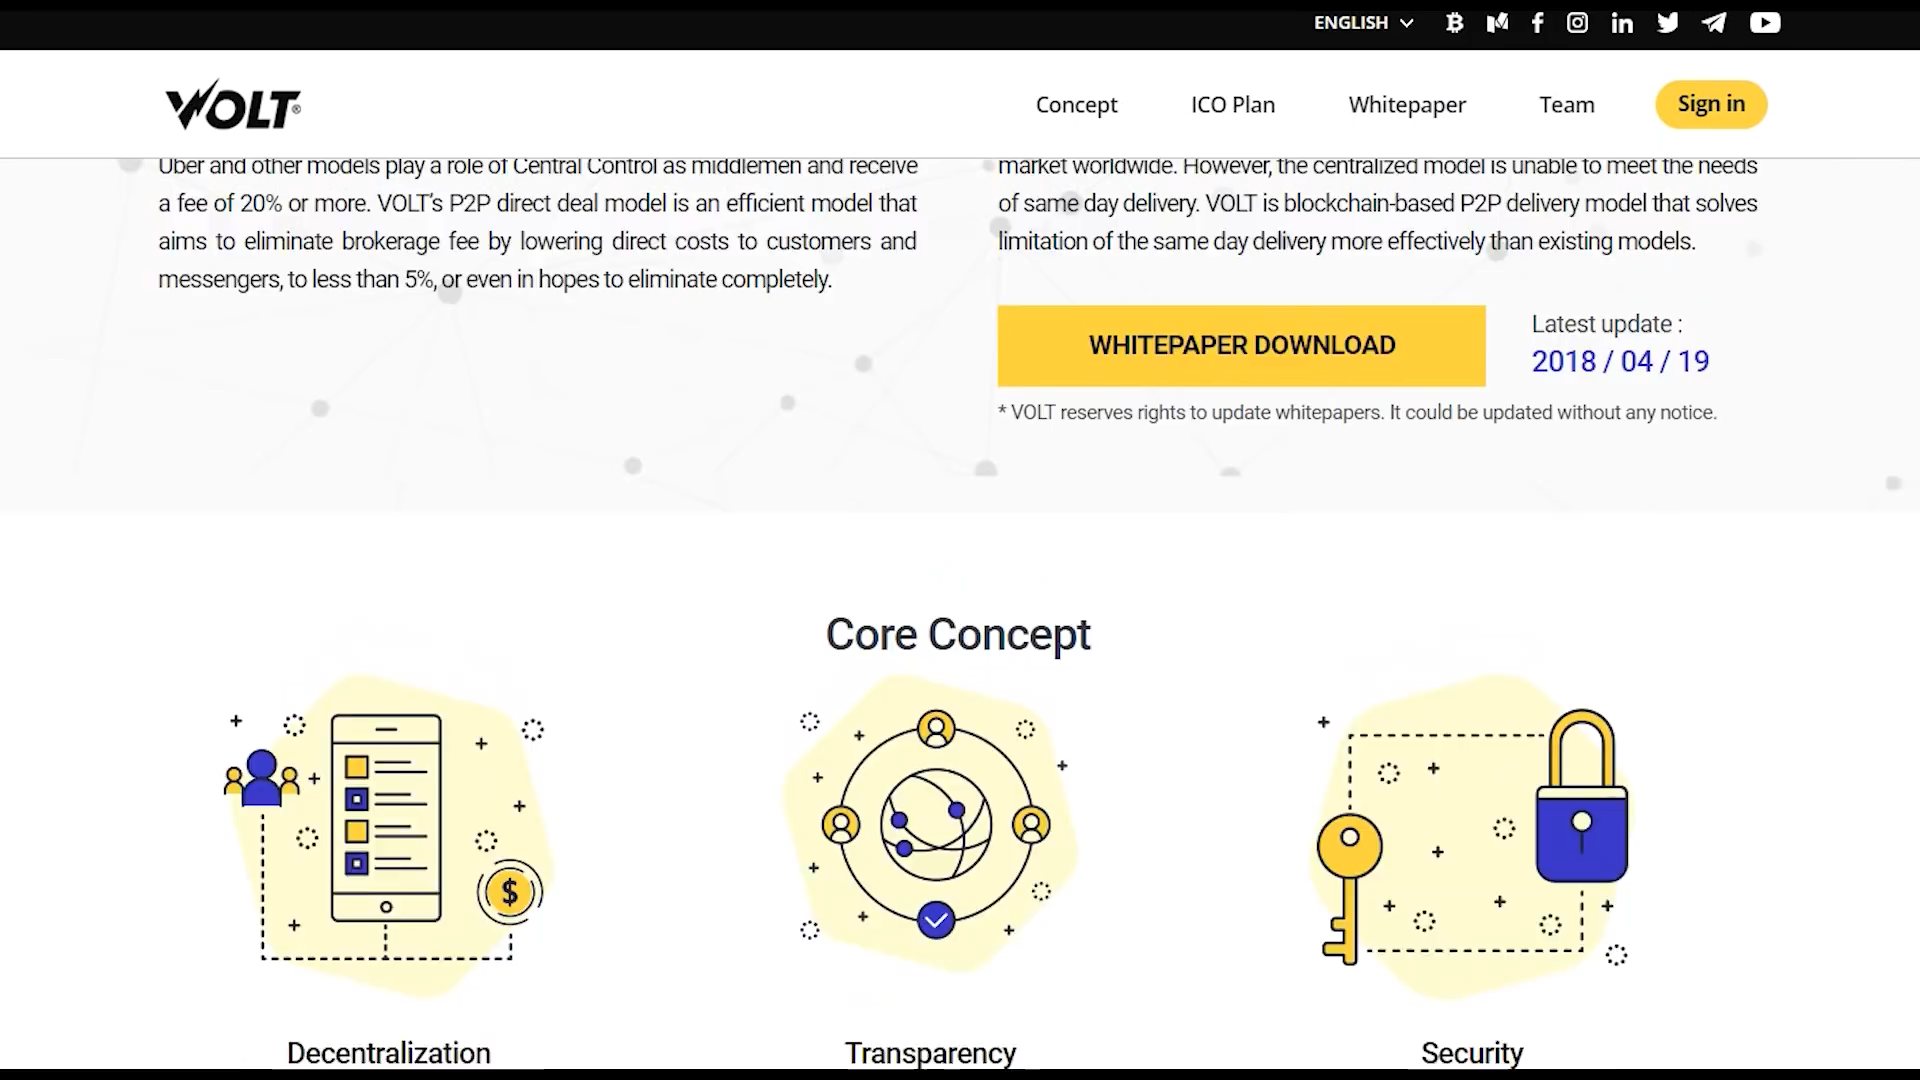 ENGLISH
VOLT®
Concept
ICO Plan
Whitepaper
Team
Sign in
Uber and other models play a role of Central Control as middlemen and receive
a fee of 20% or more. VOLT’s P2P direct deal model is an efficient model that
aims to eliminate brokerage fee by lowering direct costs to customers and
messengers, to less than 5%, or even in hopes to eliminate completely.
market worldwide. However, the centralized model is unable to meet the needs
of same day delivery. VOLT is blockchain-based P2P delivery model that solves
limitation of the same day delivery more effectively than existing models.
WHITEPAPER DOWNLOAD
Latest update :
2018 / 04 / 19
* VOLT reserves rights to update whitepapers. It could be updated without any notice.
Core Concept
$
Decentralization
Transparency
Security